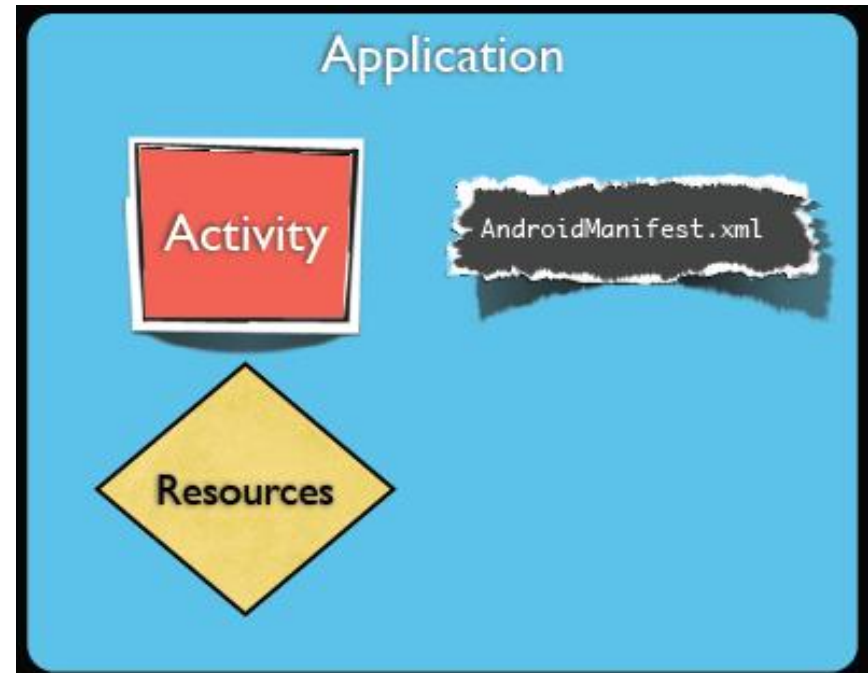 Application
Activity
AndroidManifest.xml
Resources